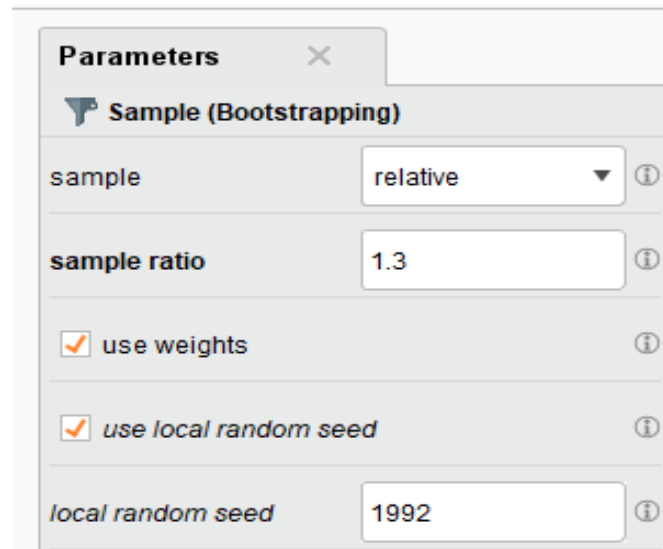 Parameters
Sample (Bootstrapping)
sample relative
sample ratio 1.3
use weights
use local random seed
local random seed 1992